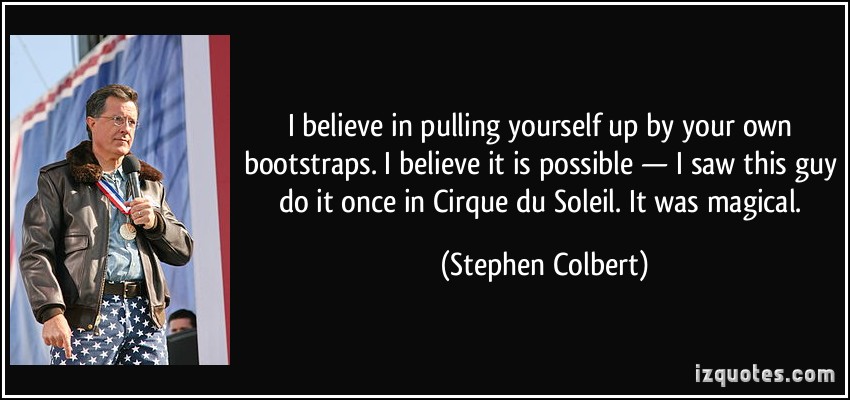 I believe in pulling yourself up by your own
bootstraps. I believe it is possible — I saw this guy
do it once in Cirque du Soleil. It was magical.
(Stephen Colbert)
izquotes.com